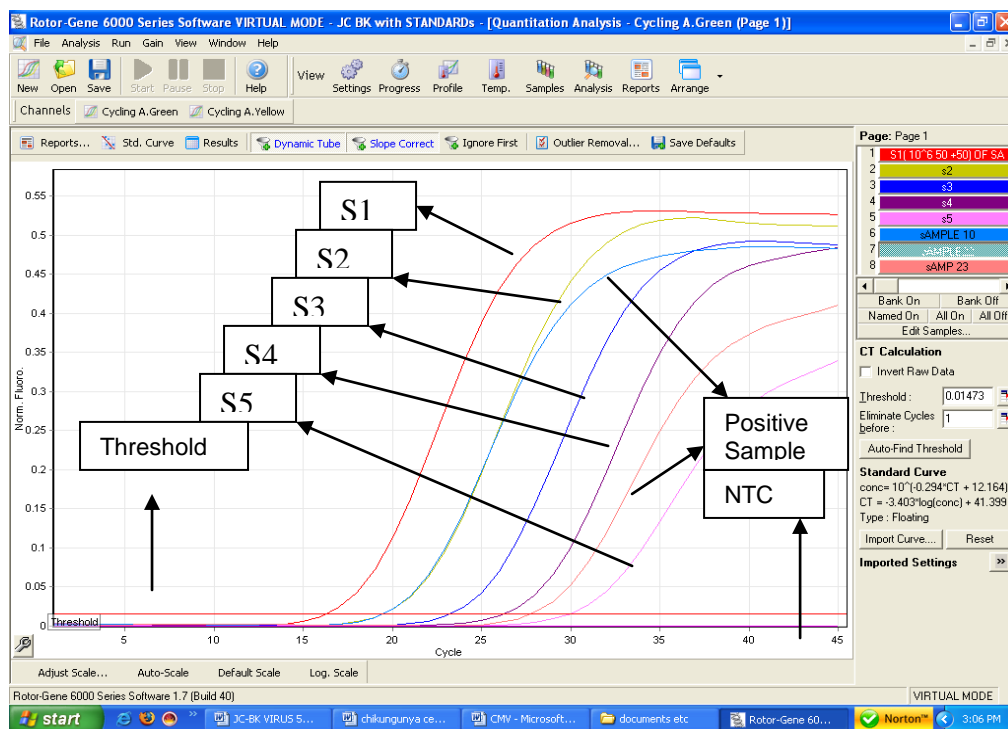 Rotor-Gene 6000 Series Software VIRTUAL MODE - JC BK with STANDARDs - [Quantitation Analysis - Cycling A.Green (Page 1)]
File Analysis Run Gain View Window Help
New Open Save Start Pause Stop Help View Settings Progress Profile Temp. Samples Analysis Reports Arrange
Channels Cycling A.Green Cycling A.Yellow
Reports... Std. Curve Results Dynamic Tube Slope Correct Ignore First Outlier Removal... Save Defaults
Page: Page 1
1 S1( 10^6 50 +50) OF SA
2 s2
3 s3
4 s4
5 s5
6 sAMPLE 10
7
8 sAMP 23
Bank On Bank Off
Named On All On All Off
Edit Samples...
CT Calculation
Invert Raw Data
Threshold : 0.01473
Eliminate Cycles before : 1
Auto-Find Threshold
Standard Curve
conc= 10^(-0.294*CT + 12.164)
CT = -3.403*log(conc) + 41.399
Type : Floating
Import Curve.... Reset
Imported Settings
Norm. Fluoro.
0.55
0.5
0.45
0.4
0.35
0.3
0.25
0.2
0.15
0.1
0.05
0
S1
S2
S3
S4
S5
Threshold
Positive
Sample
NTC
Threshold
5 10 15 20 25 30 35 40 45
Cycle
Adjust Scale... Auto-Scale Default Scale Log. Scale
Rotor-Gene 6000 Series Software 1.7 (Build 40) VIRTUAL MODE
start JC-BK VIRUS 5... chikungunya ce... CMV - Microsoft... documents etc Rotor-Gene 60... Norton™ 3:06 PM